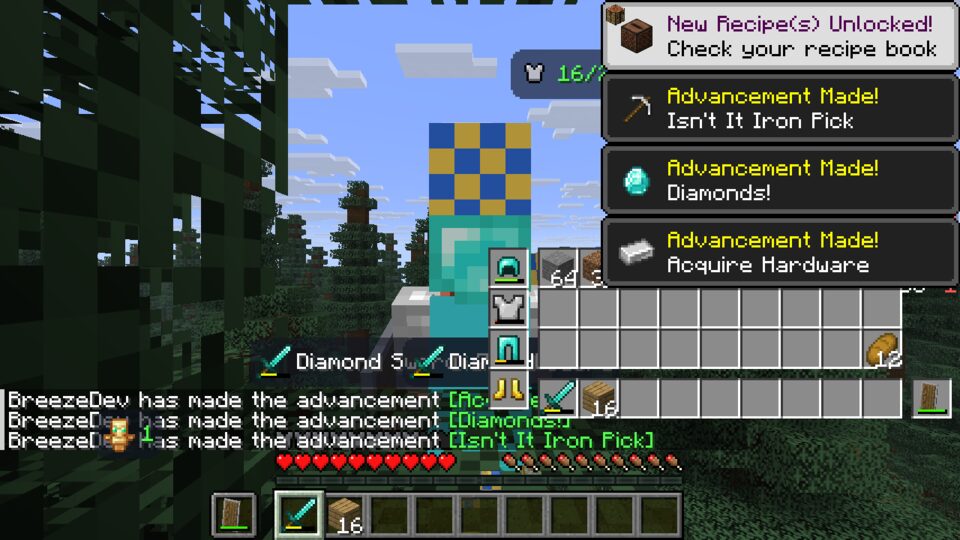 New Recipe(s) Unlocked!
Check your recipe book
16/
Advancement Made!
Isn't It Iron Pick
Advancement Made!
Diamonds!
Advancement Made!
Acquire Hardware
64
12
Diamond
BreezeDev has made the advancement
BreezeDev has made the advancement [Diamonds!]
has made the advancement [Isn't It Iron Pick]
1
16
16